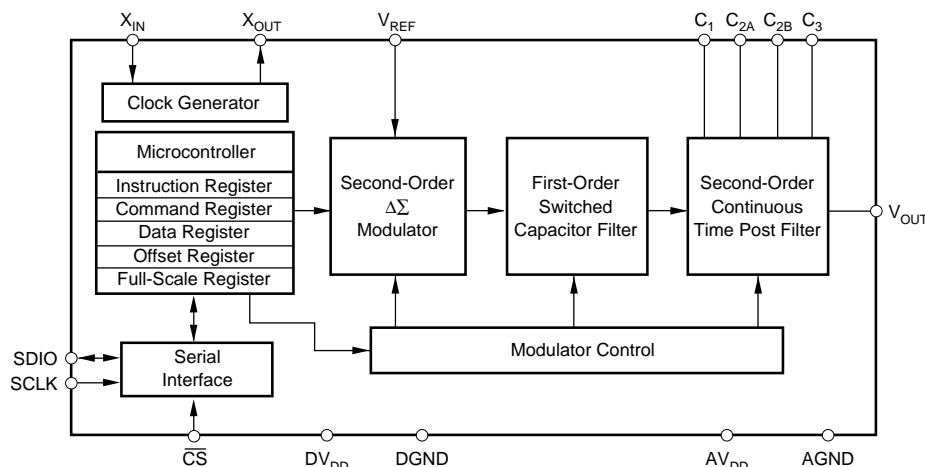 X_IN X_OUT V_REF C_1 C_2A C_2B C_3
Clock Generator
Microcontroller
Instruction Register
Command Register
Data Register
Offset Register
Full-Scale Register
Second-Order
ΔΣ
Modulator
First-Order
Switched
Capacitor Filter
Second-Order
Continuous
Time Post Filter
V_OUT
Modulator Control
SDIO
SCLK
Serial
Interface
C̅S̅ DV_DD DGND AV_DD AGND